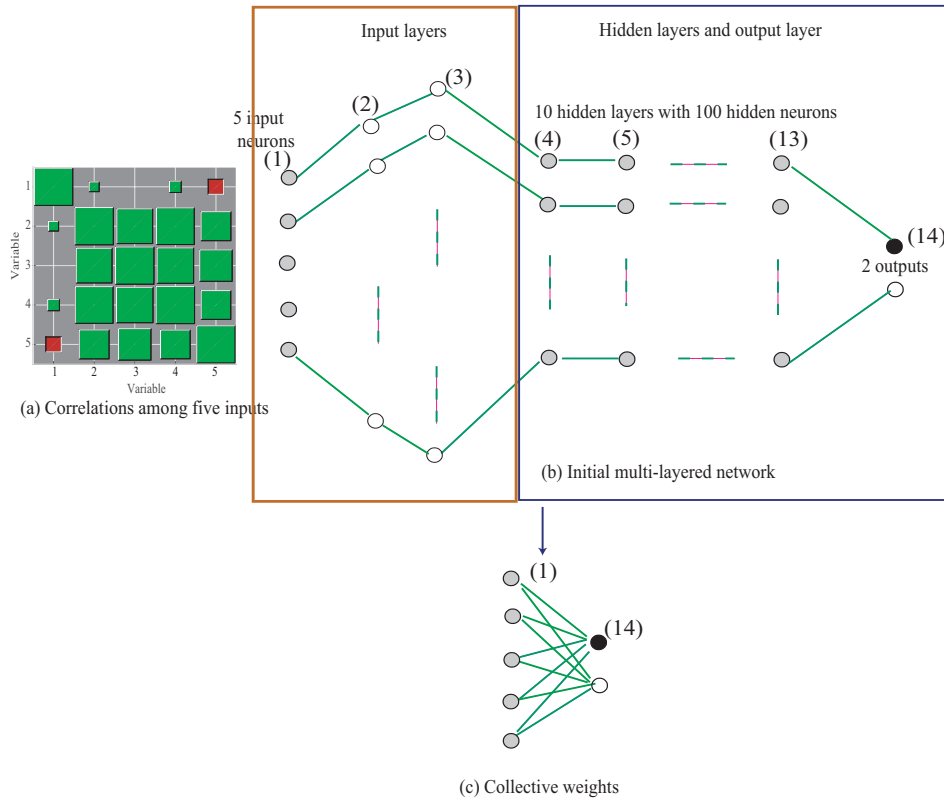 Input layers
Hidden layers and output layer
(3)
(2)
5 input
neurons
(1)
10 hidden layers with 100 hidden neurons
(4)
(5)
(13)
(14)
2 outputs
Variable
1
2
3
4
5
1
2
3
4
5
Variable
(a) Correlations among five inputs
(b) Initial multi-layered network
(1)
(14)
(c) Collective weights